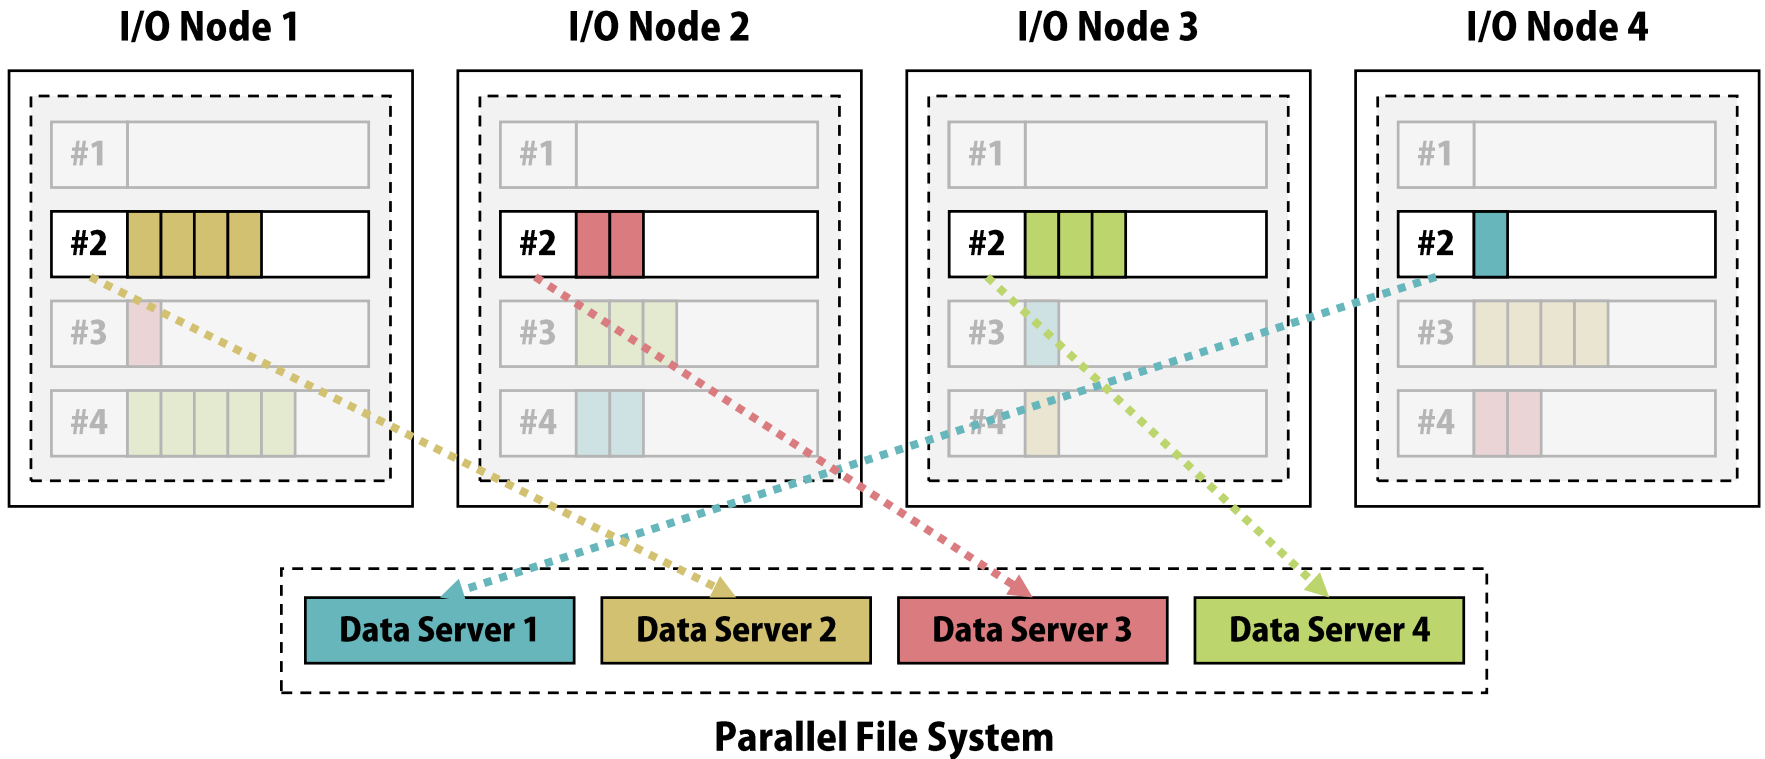 I/O Node 1
I/O Node 2
I/O Node 3
I/O Node 4
#1
#2
#3
#4
#1
#2
#3
#4
#1
#2
#3
#4
#1
#2
#3
#4
Data Server 1
Data Server 2
Data Server 3
Data Server 4
Parallel File System